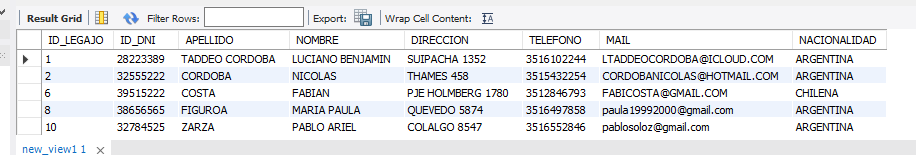 Result Grid Filter Rows: Export: Wrap Cell Content:
ID_LEGAJO ID_DNI APELLIDO NOMBRE DIRECCION TELEFONO MAIL NACIONALIDAD
1 28223389 TADDEO CORDOBA LUCIANO BENJAMIN SUIPACHA 1352 3516102244 LTADDEOCORDOBA@ICLOUD.COM ARGENTINA
2 32555222 CORDOBA NICOLAS THAMES 458 3515432254 CORDOBANICOLAS@HOTMAIL.COM ARGENTINA
6 39515222 COSTA FABIAN PJE HOLMBERG 1780 3512846793 FABICOSTA@GMAIL.COM CHILENA
8 38656565 FIGUROA MARIA PAULA QUEVEDO 5874 3516497858 paula19992000@gmail.com ARGENTINA
10 32784525 ZARZA PABLO ARIEL COLALGO 8547 3516552846 pablosoloz@gmail.com ARGENTINA
new_view1 1